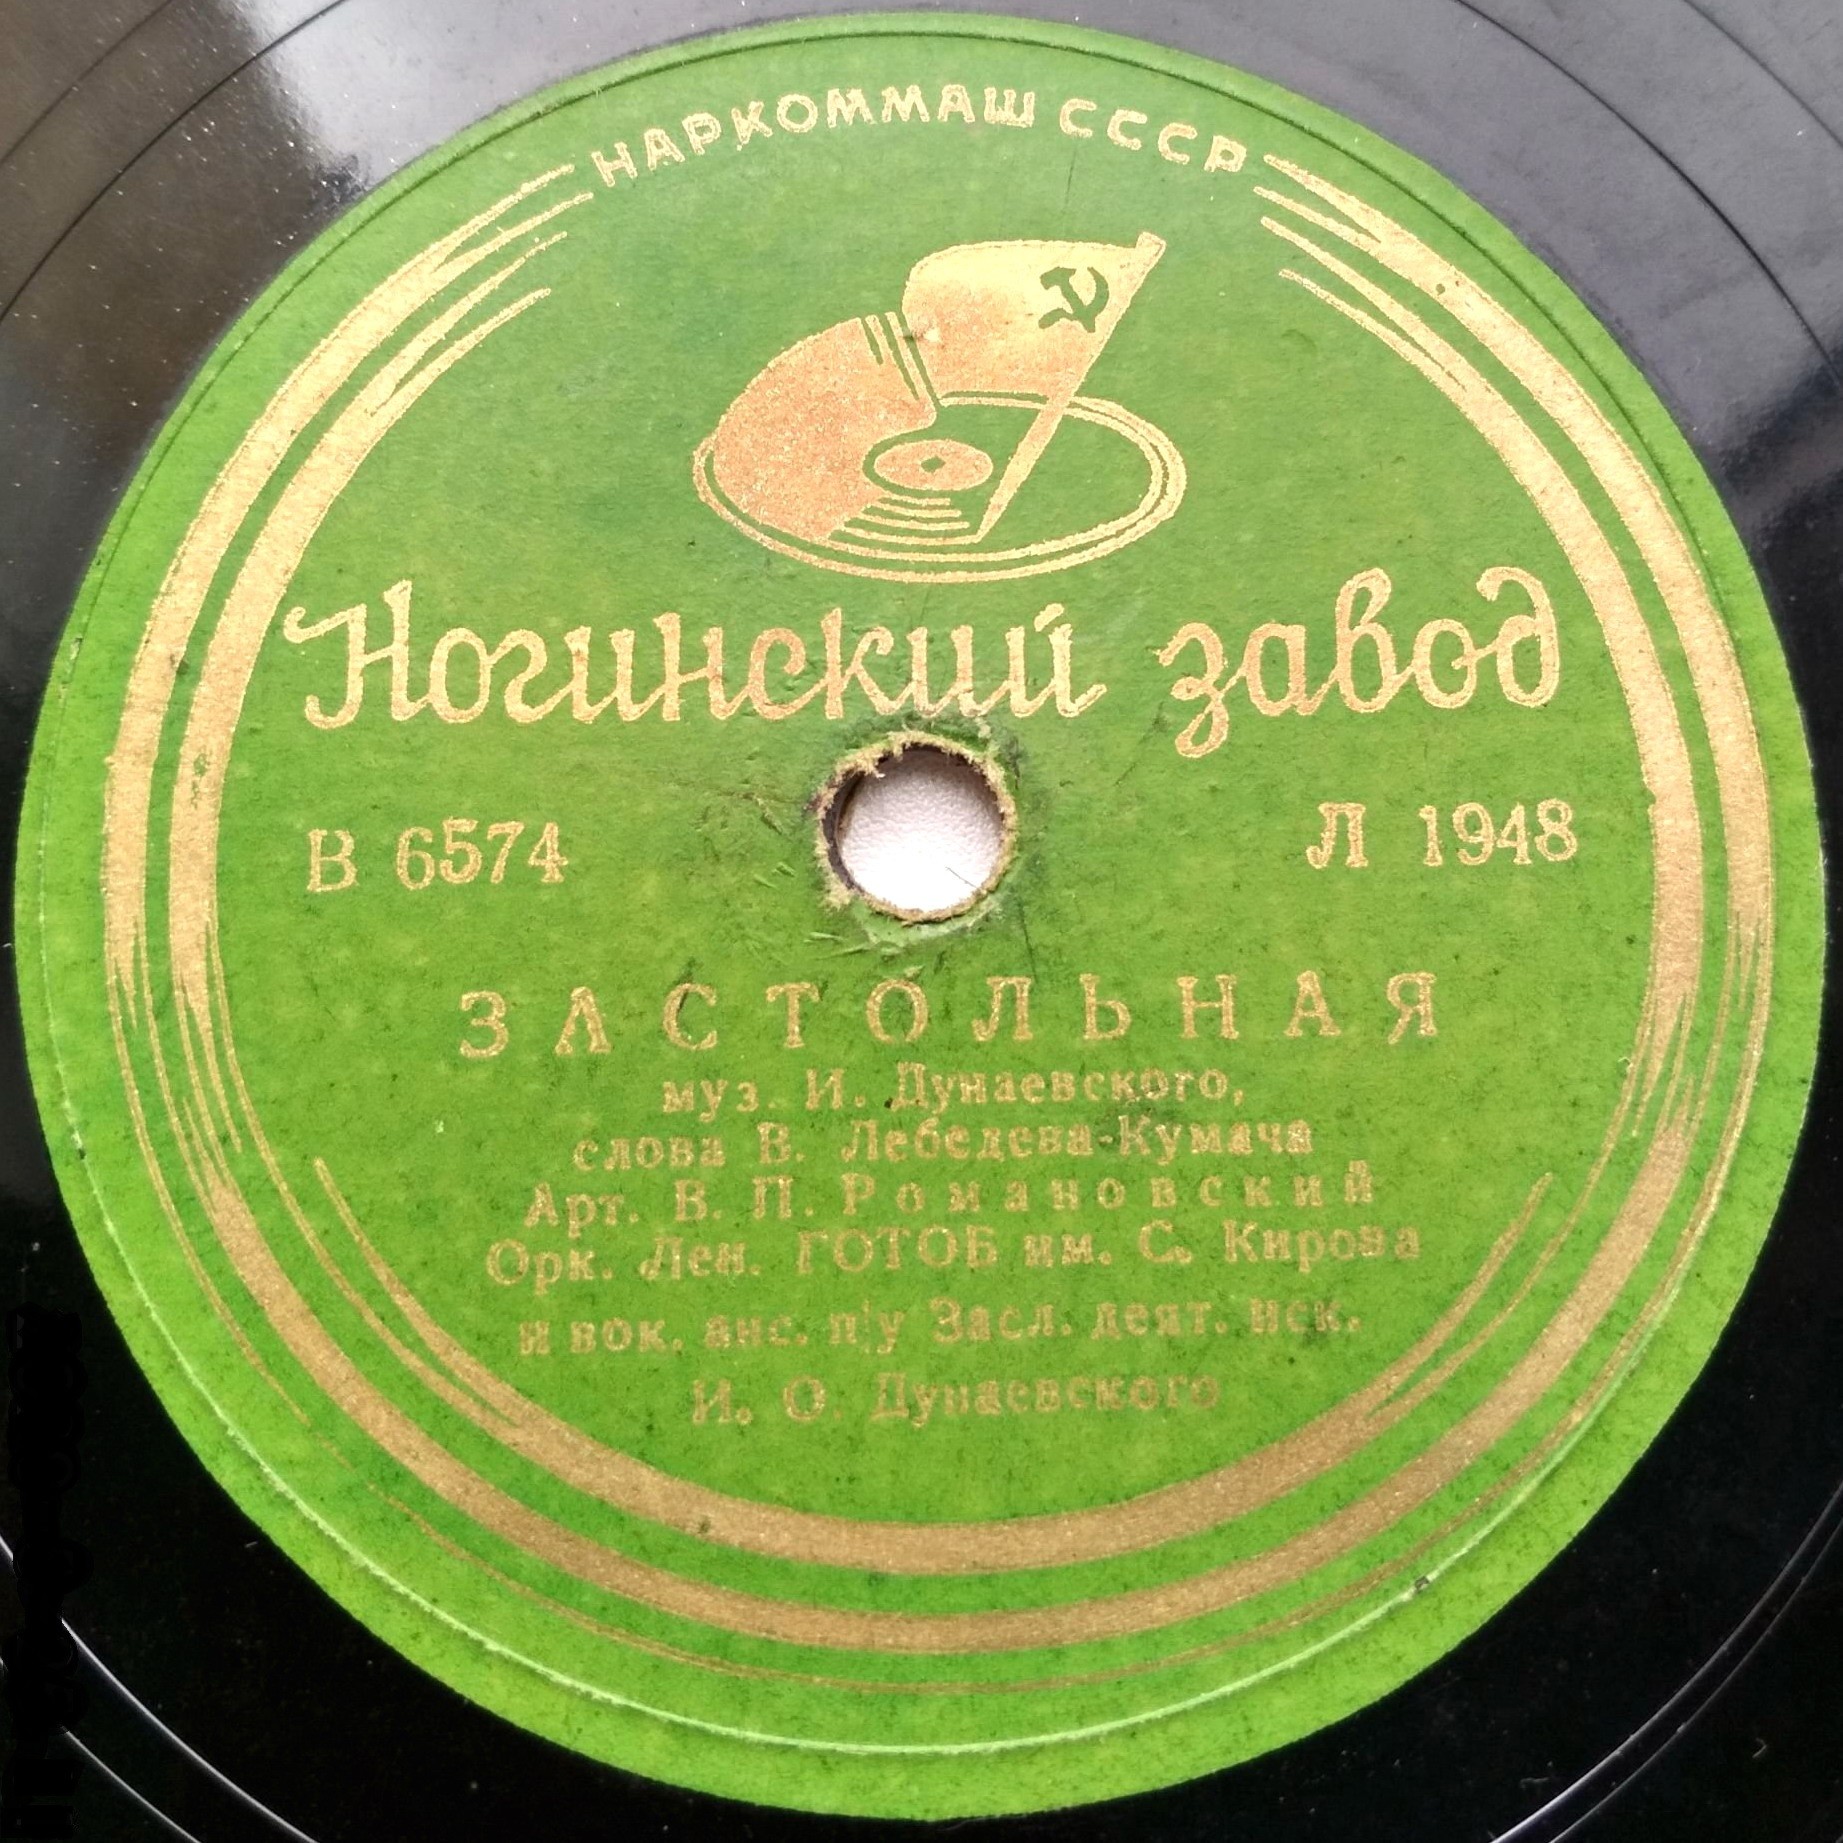 НАРКОММАШ СССР
Ногинский завод
В 6574 Л 1948
ЗАСТОЛЬНАЯ
муз. И. Дунаевского,
слова В. Лебедева-Кумача
Арт. В. П. Романовский
Орк. Лен. ГОТОБ им. С. Кирова
и вок. анс. п/у Засл. деят. иск.
И. О. Дунаевского